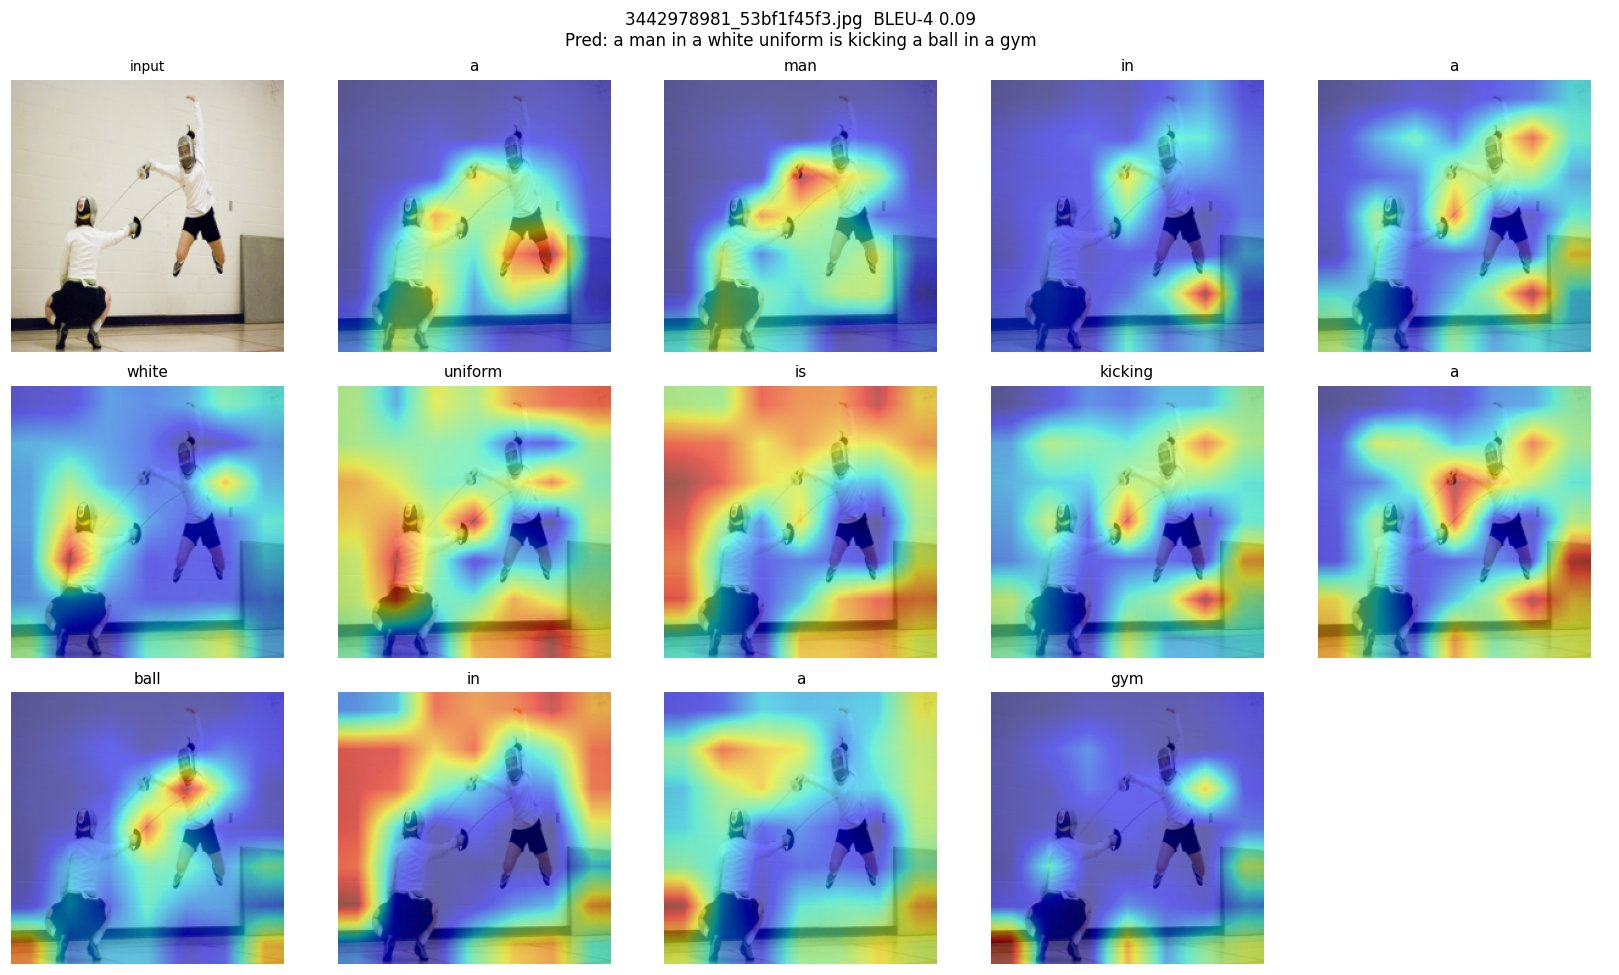 3442978981_53bf1f45f3.jpg  BLEU-4 0.09
Pred: a man in a white uniform is kicking a ball in a gym
input a man in a
white uniform is kicking a
ball in a gym